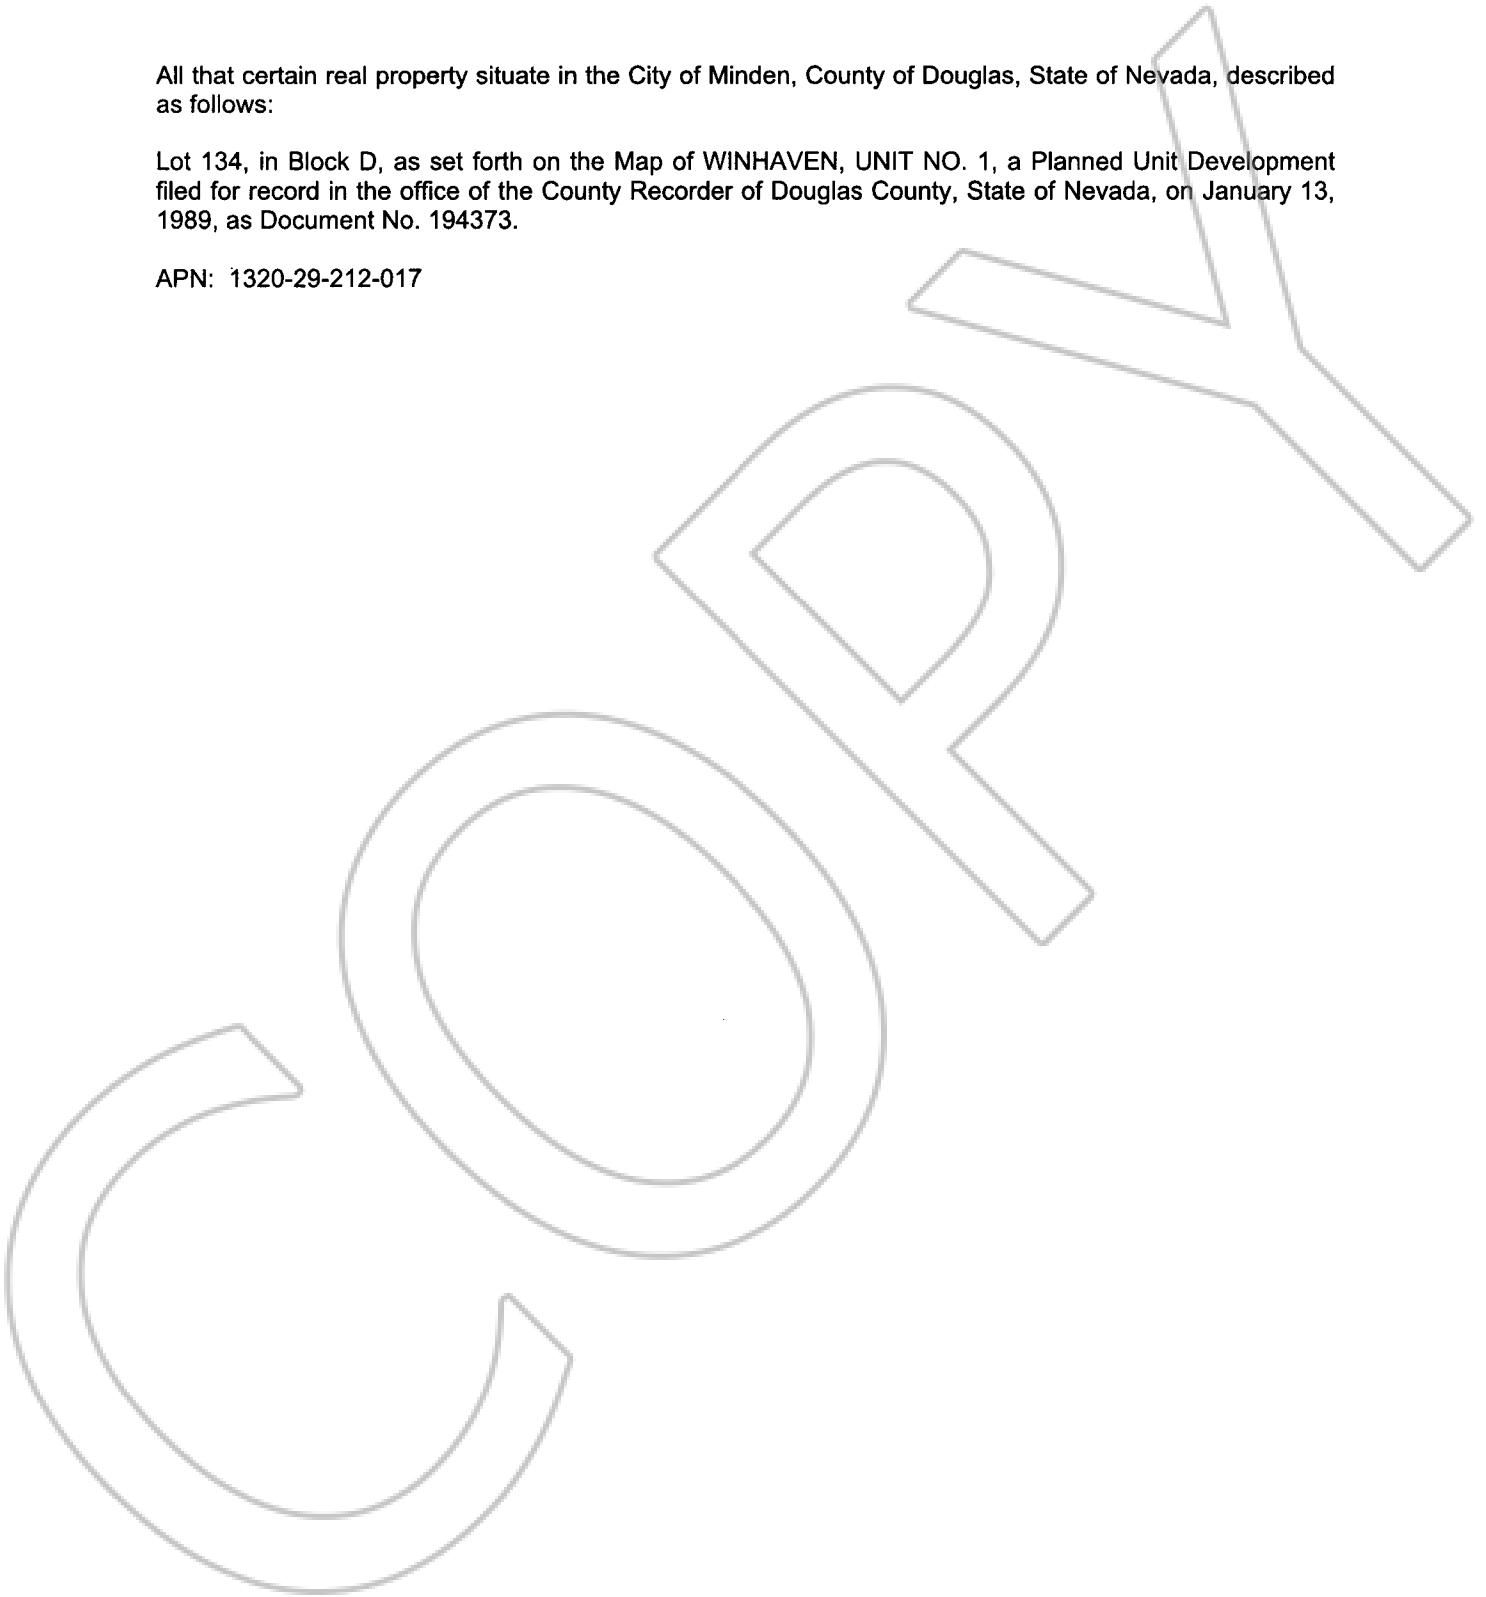 All that certain real property situate in the City of Minden, County of Douglas, State of Nevada, described
as follows:
Lot 134, in Block D, as set forth on the Map of WINHAVEN, UNIT NO. 1, a Planned Unit Development
filed for record in the office of the County Recorder of Douglas County, State of Nevada, on January 13,
1989, as Document No. 194373.
APN: 1320-29-212-017
COPY